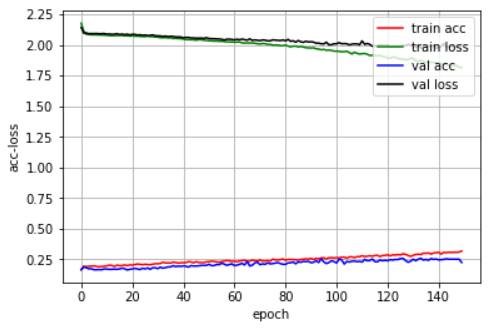 2.25
2.00
1.75
1.50
1.25
1.00
0.75
0.50
0.25
acc-loss
train acc
train loss
val acc
val loss
0 20 40 60 80 100 120 140
epoch